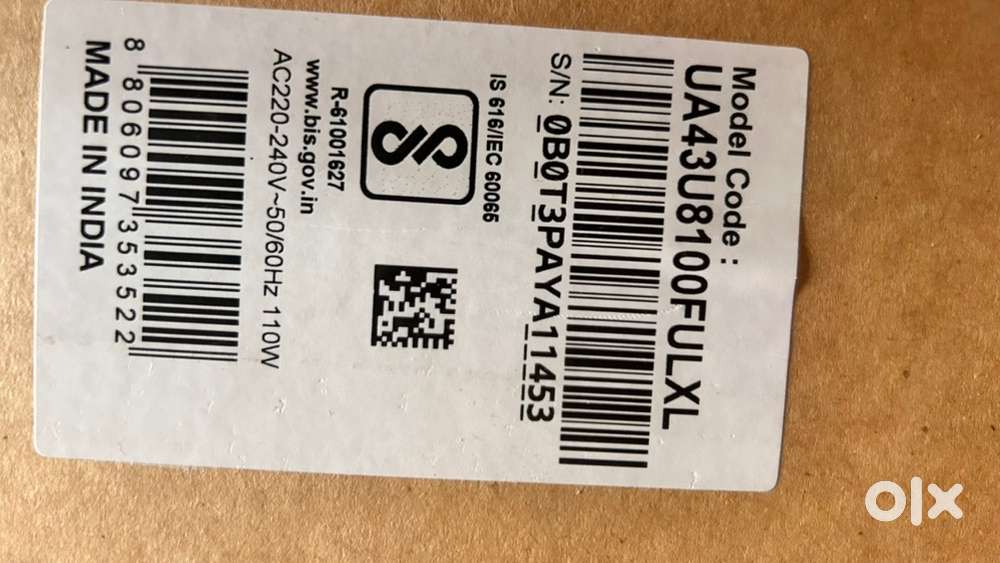 Model Code :
UA43U8100FULXL
S/N: 0B0T3PAYA11453
IS 616/IEC 60065
R-61001627
www.bis.gov.in
AC220-240V~50/60Hz 110W
8 806097 353522
MADE IN INDIA
olx